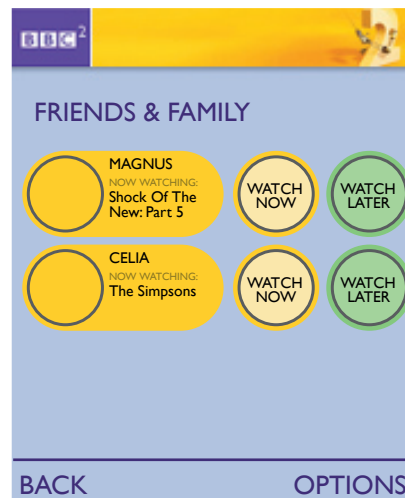 BBC2
FRIENDS & FAMILY
MAGNUS
NOW WATCHING:
Shock Of The
New: Part 5
WATCH
NOW
WATCH
LATER
CELIA
NOW WATCHING:
The Simpsons
WATCH
NOW
WATCH
LATER
BACK
OPTIONS